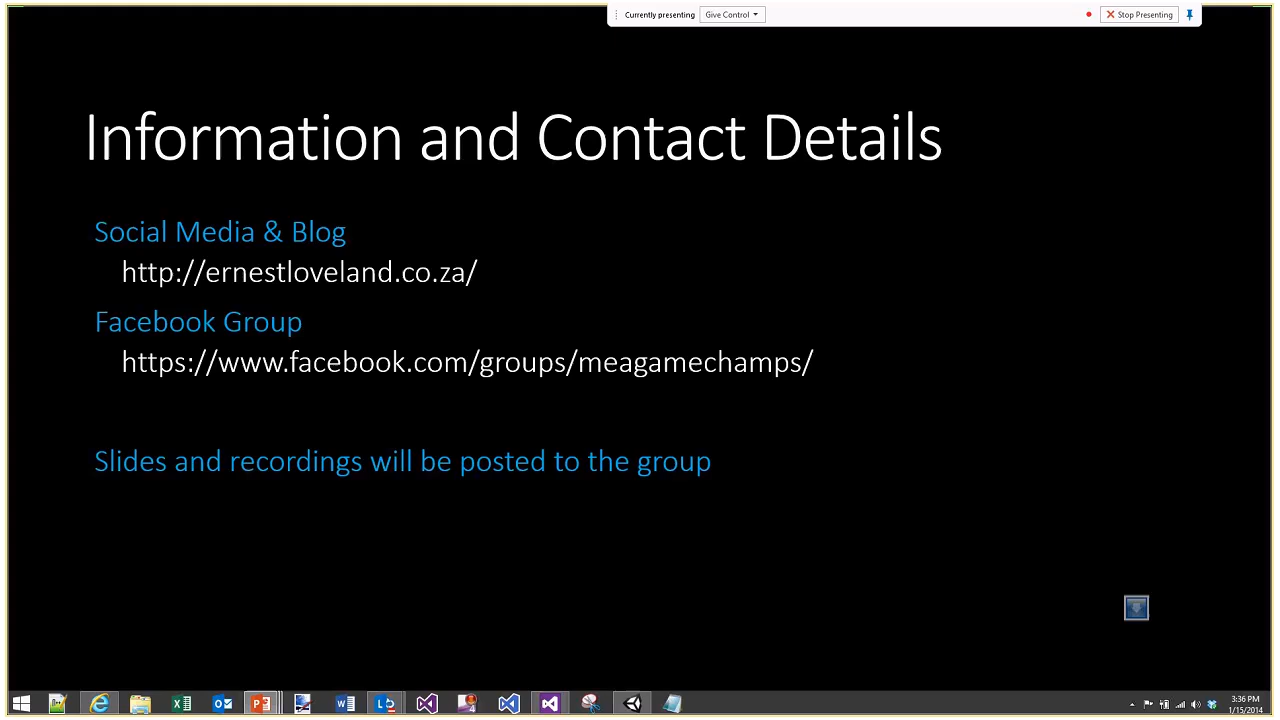 Currently presenting
Give Control
Stop Presenting
Information and Contact Details
Social Media & Blog
http://ernestloveland.co.za/
Facebook Group
https://www.facebook.com/groups/meagamechamps/
Slides and recordings will be posted to the group
3:36 PM
1/15/2014